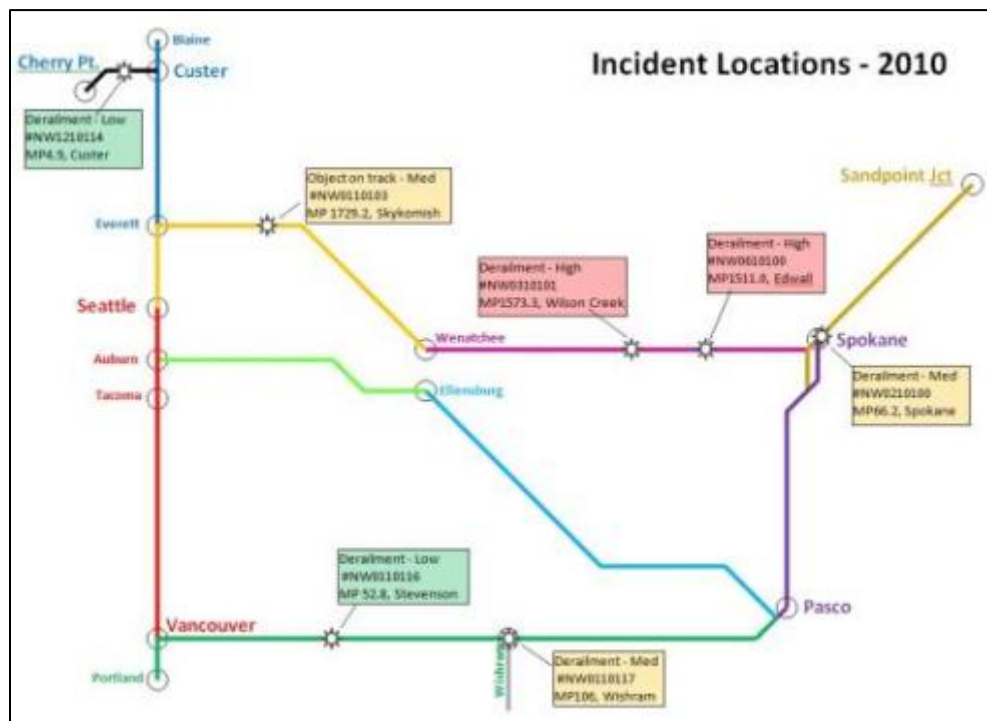 Incident Locations - 2010
Blaine
Cherry Pt.
Custer
Derailment - Low
#NW1210114
MP4.9, Custer
Object on track - Med
#NW0110103
MP 1729.2, Skykomish
Sandpoint Jct
Everett
Derailment - High
#NW0610100
MP1511.0, Edwall
Derailment - High
#NW0310101
MP1573.3, Wilson Creek
Seattle
Wenatchee
Spokane
Auburn
Derailment - Med
#NW0210100
MP66.2, Spokane
Tacoma
Ellensburg
Derailment - Low
#NW0110116
MP 52.8, Stevenson
Pasco
Vancouver
Wishram
Derailment - Med
#NW0110117
MP106, Wishram
Portland